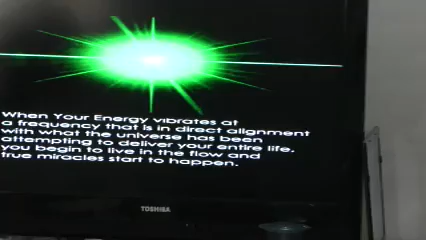 When Your Energy vibrates at
a frequency that is in direct alignment
with what the universe has been
attempting to deliver your entire life.
you begin to live in the flow and
true miracles start to happen.
TOSHIBA